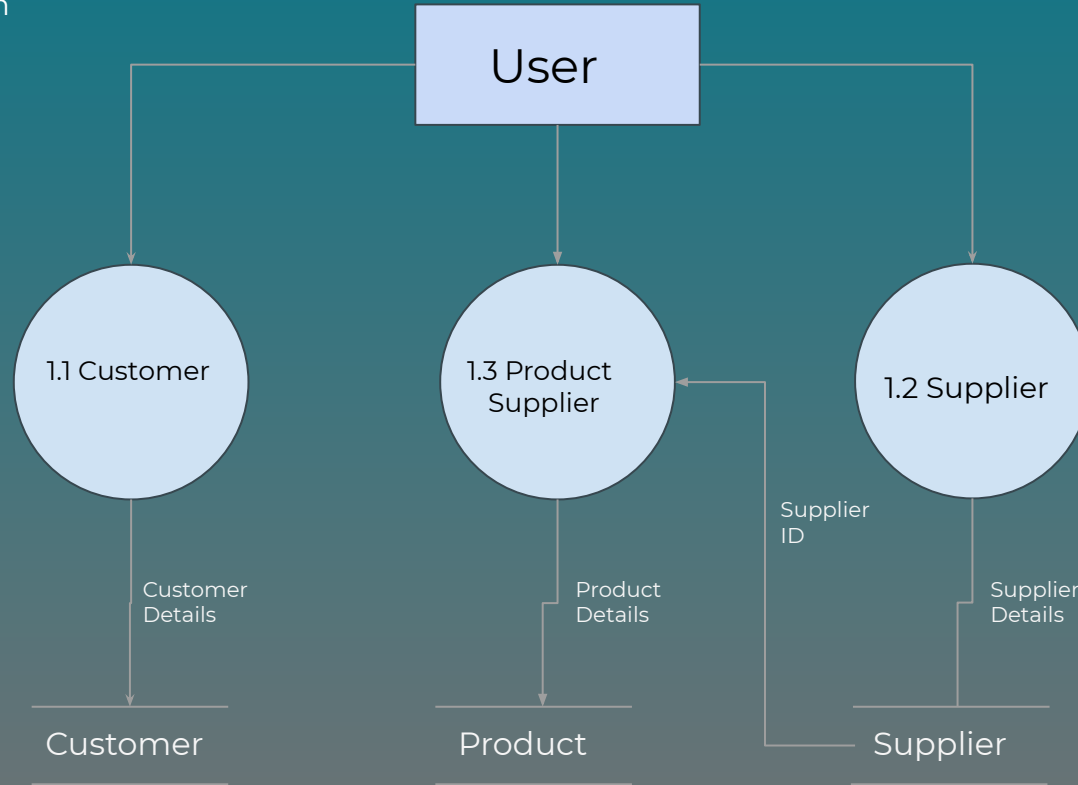 User
1.1 Customer
1.3 Product
Supplier
1.2 Supplier
Supplier
ID
Customer
Details
Product
Details
Supplier
Details
Customer
Product
Supplier